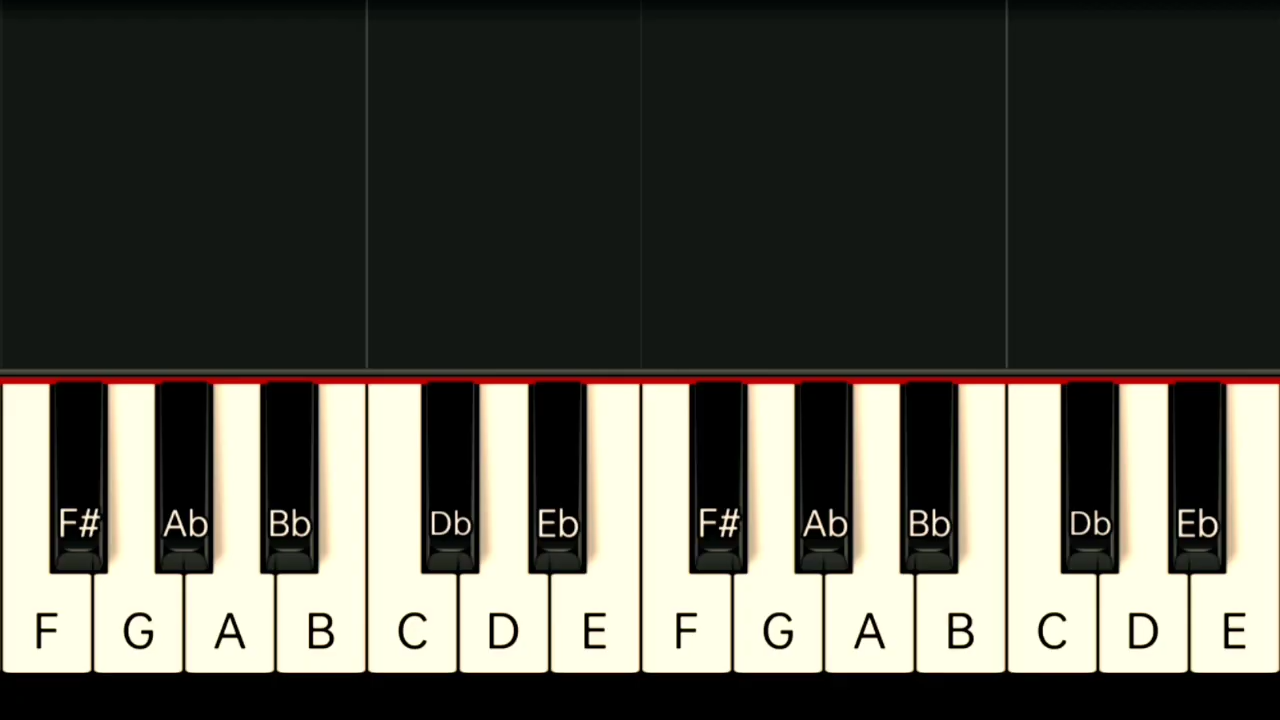 F# Ab Bb Db Eb F# Ab Bb Db Eb
F G A B C D E F G A B C D E